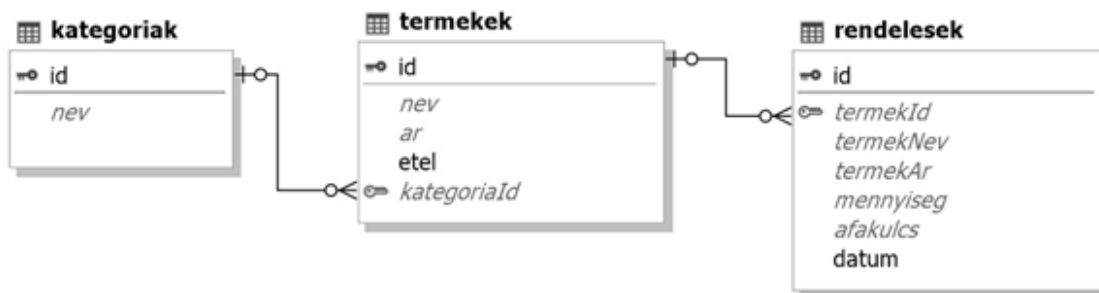 kategoriak
id
nev
termekek
id
nev
ar
etel
kategoriaId
rendelesek
id
termekId
termekNev
termekAr
mennyiseg
afakulcs
datum